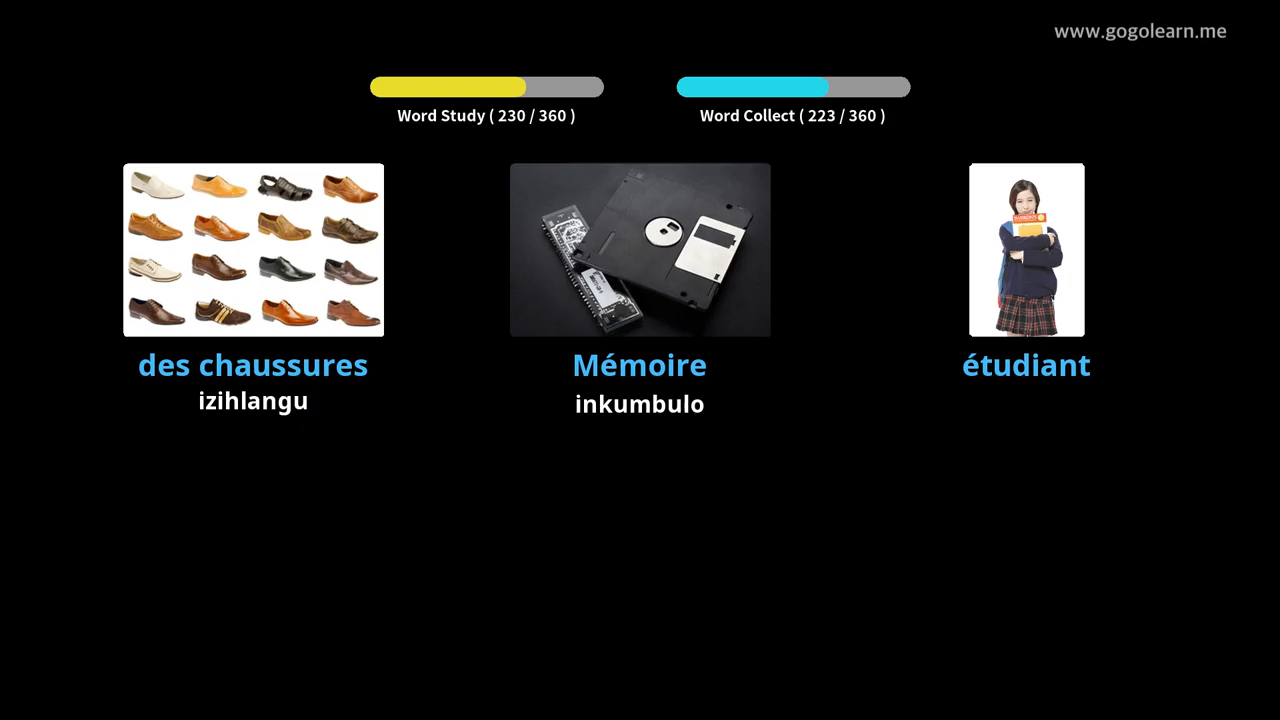 www.gogolearn.me
Word Study ( 230 / 360 )
Word Collect ( 223 / 360 )
des chaussures
izihlangu
Mémoire
inkumbulo
étudiant